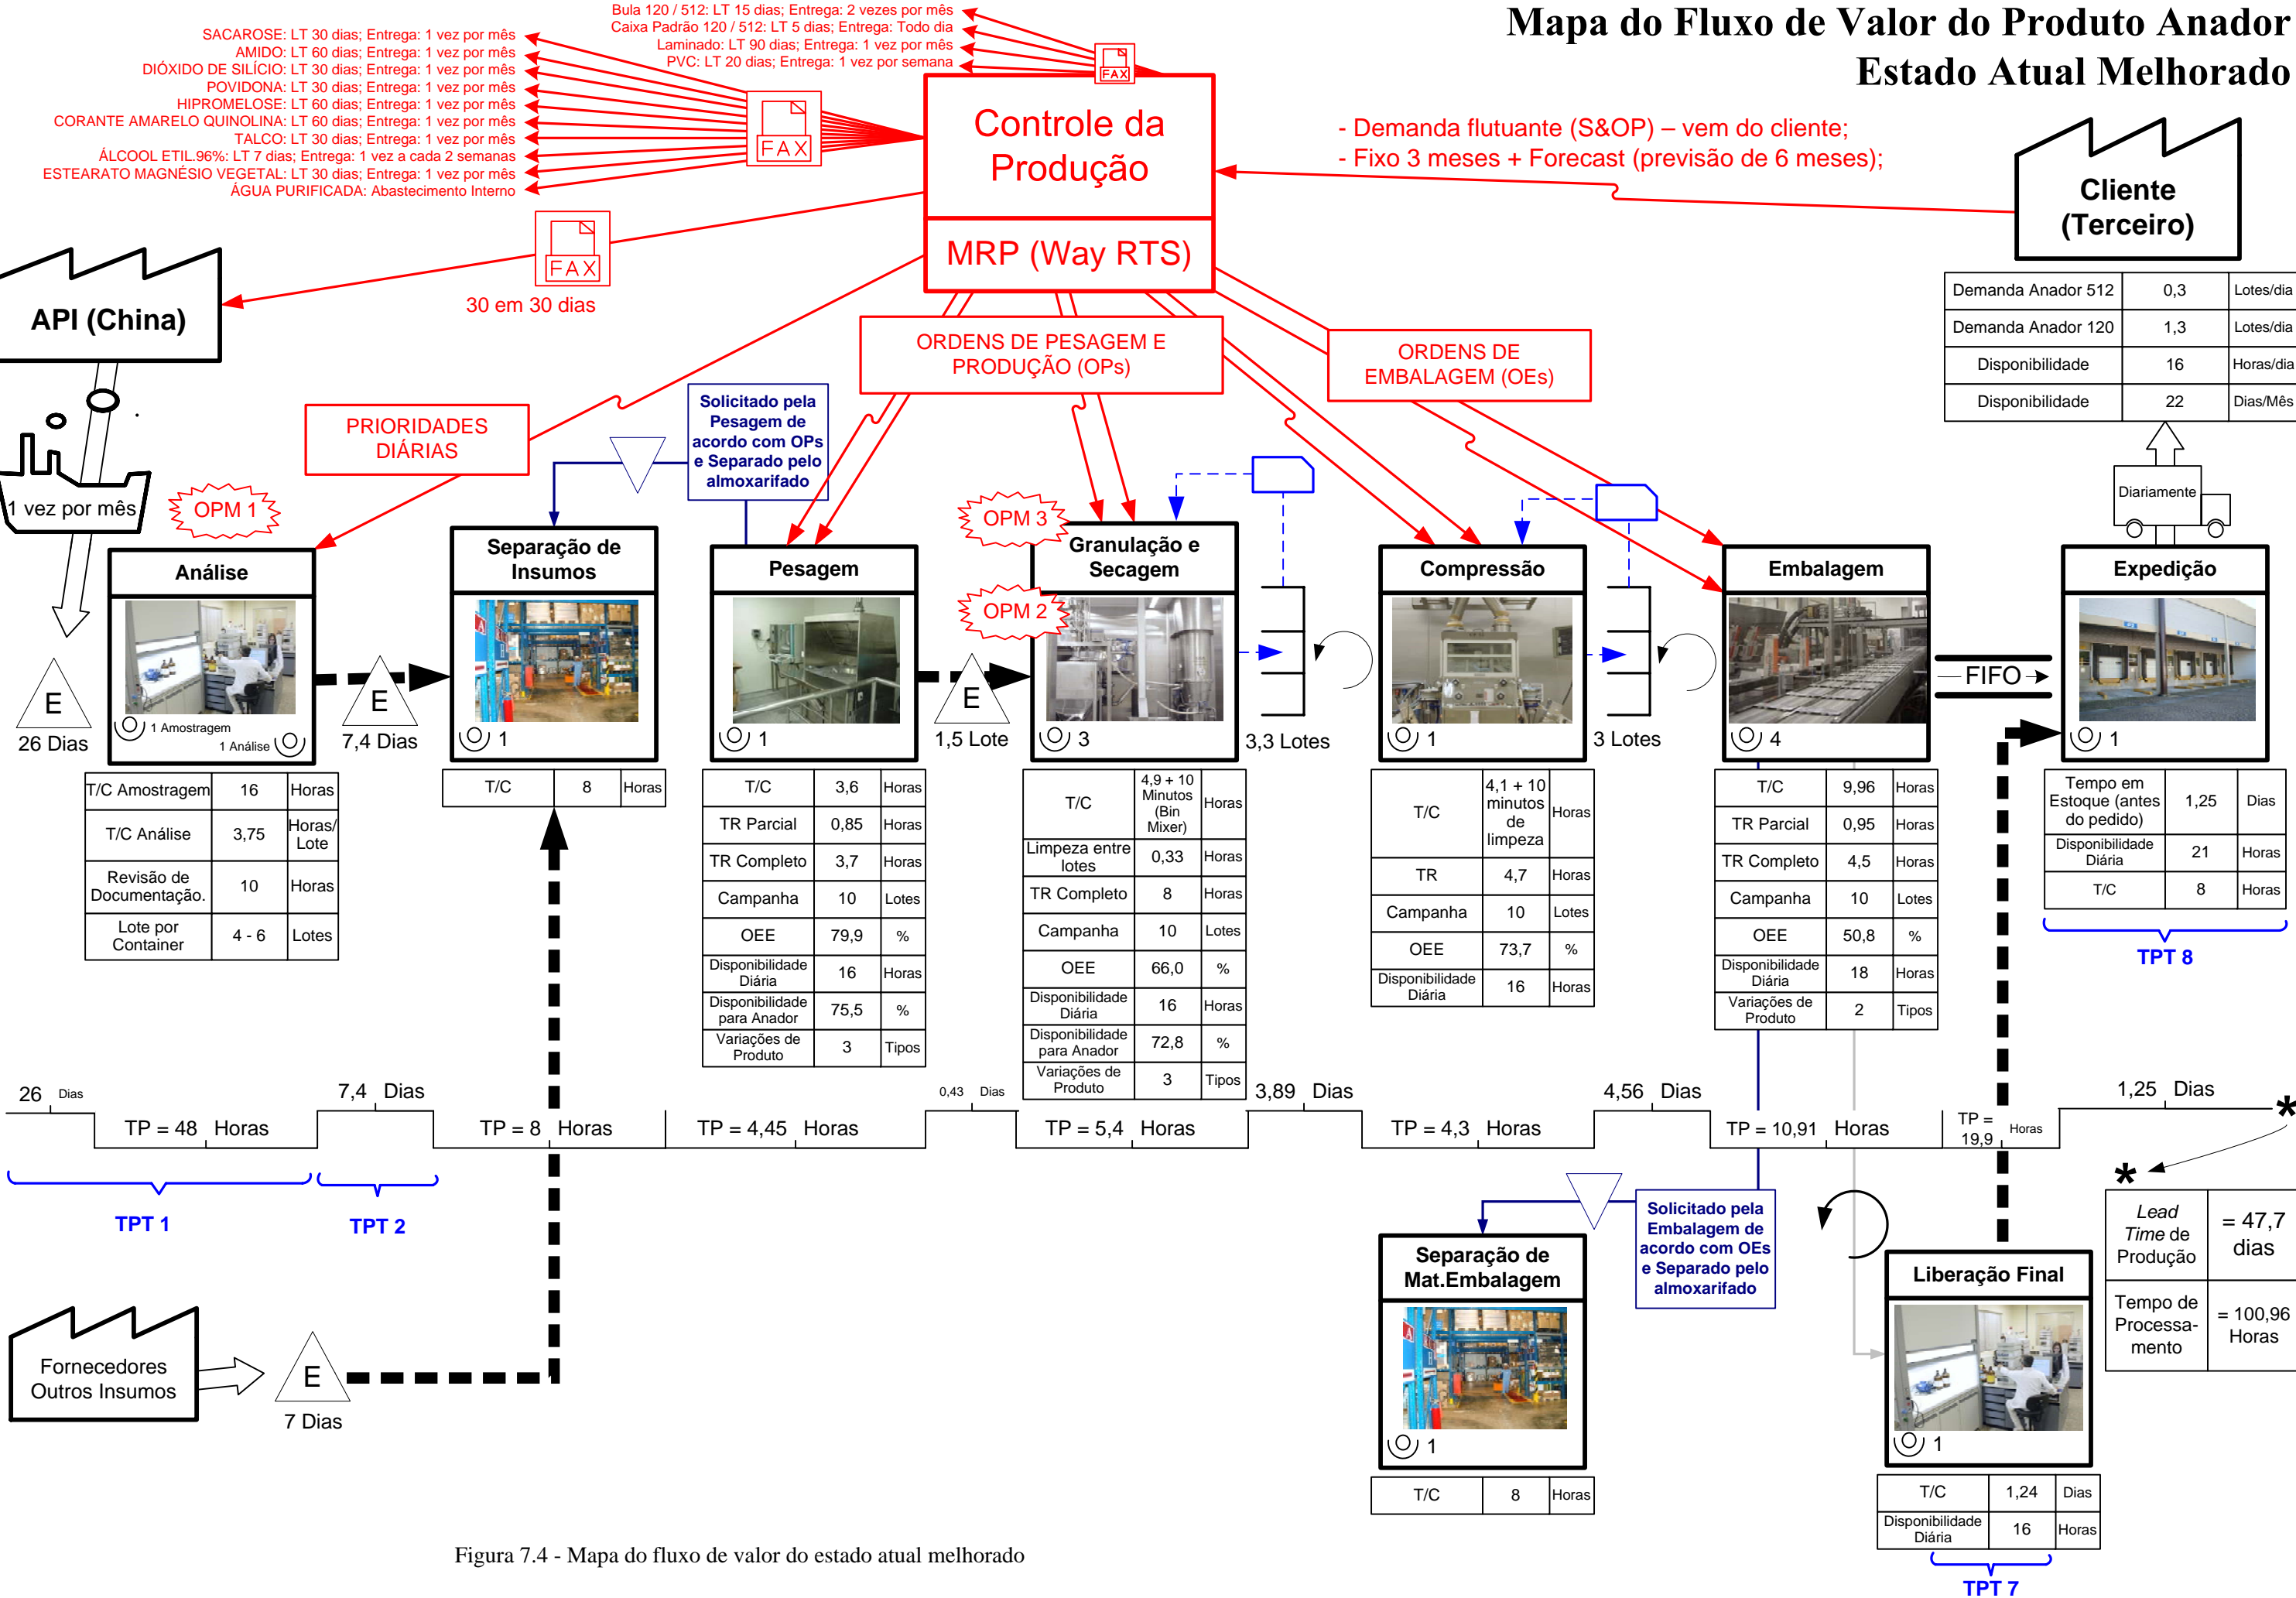 Mapa do Fluxo de Valor do Produto Anador
Estado Atual Melhorado
SACAROSE: LT 30 dias; Entrega: 1 vez por mês
AMIDO: LT 60 dias; Entrega: 1 vez por mês
DIÓXIDO DE SILÍCIO: LT 30 dias; Entrega: 1 vez por mês
POVIDONA: LT 30 dias; Entrega: 1 vez por mês
HIPROMELOSE: LT 60 dias; Entrega: 1 vez por mês
CORANTE AMARELO QUINOLINA: LT 60 dias; Entrega: 1 vez por mês
TALCO: LT 30 dias; Entrega: 1 vez por mês
ÁLCOOL ETIL.96%: LT 7 dias; Entrega: 1 vez a cada 2 semanas
ESTEARATO MAGNÉSIO VEGETAL: LT 30 dias; Entrega: 1 vez por mês
ÁGUA PURIFICADA: Abastecimento Interno
Bula 120 / 512: LT 15 dias; Entrega: 2 vezes por mês
Caixa Padrão 120 / 512: LT 5 dias; Entrega: Todo dia
Laminado: LT 90 dias; Entrega: 1 vez por mês
PVC: LT 20 dias; Entrega: 1 vez por semana
FAX
FAX
Controle da
Produção
MRP (Way RTS)
- Demanda flutuante (S&OP) – vem do cliente;
- Fixo 3 meses + Forecast (previsão de 6 meses);
Cliente
(Terceiro)
FAX
30 em 30 dias
API (China)
1 vez por mês
Demanda Anador 512 0,3 Lotes/dia
Demanda Anador 120 1,3 Lotes/dia
Disponibilidade 16 Horas/dia
Disponibilidade 22 Dias/Mês
Diariamente
PRIORIDADES
DIÁRIAS
Solicitado pela
Pesagem de
acordo com OPs
e Separado pelo
almoxarifado
ORDENS DE PESAGEM E
PRODUÇÃO (OPs)
ORDENS DE
EMBALAGEM (OEs)
OPM 1
OPM 3
OPM 2
E
26 Dias
Análise
1 Amostragem
1 Análise
E
7,4 Dias
Separação de
Insumos
1
Pesagem
1
E
1,5 Lote
Granulação e
Secagem
3
3,3 Lotes
Compressão
1
3 Lotes
Embalagem
4
FIFO
Expedição
1
T/C Amostragem 16 Horas
T/C Análise 3,75 Horas/
Lote
Revisão de
Documentação. 10 Horas
Lote por
Container 4 - 6 Lotes
T/C 8 Horas
T/C 3,6 Horas
TR Parcial 0,85 Horas
TR Completo 3,7 Horas
Campanha 10 Lotes
OEE 79,9 %
Disponibilidade
Diária 16 Horas
Disponibilidade
para Anador 75,5 %
Variações de
Produto 3 Tipos
T/C 4,9 + 10
Minutos
(Bin
Mixer) Horas
Limpeza entre
lotes 0,33 Horas
TR Completo 8 Horas
Campanha 10 Lotes
OEE 66,0 %
Disponibilidade
Diária 16 Horas
Disponibilidade
para Anador 72,8 %
Variações de
Produto 3 Tipos
T/C 4,1 + 10
minutos
de
limpeza Horas
TR 4,7 Horas
Campanha 10 Lotes
OEE 73,7 %
Disponibilidade
Diária 16 Horas
T/C 9,96 Horas
TR Parcial 0,95 Horas
TR Completo 4,5 Horas
Campanha 10 Lotes
OEE 50,8 %
Disponibilidade
Diária 18 Horas
Variações de
Produto 2 Tipos
Tempo em
Estoque (antes
do pedido) 1,25 Dias
Disponibilidade
Diária 21 Horas
T/C 8 Horas
TPT 8
26 Dias
TP = 48 Horas
7,4 Dias
TP = 8 Horas
TP = 4,45 Horas
0,43 Dias
TP = 5,4 Horas
3,89 Dias
TP = 4,3 Horas
4,56 Dias
TP = 10,91 Horas
TP =
19,9 Horas
1,25 Dias
*
TPT 1
TPT 2
*
Lead
Time de
Produção = 47,7
dias
Tempo de
Processa-
mento = 100,96
Horas
Fornecedores
Outros Insumos
E
7 Dias
Solicitado pela
Embalagem de
acordo com OEs
e Separado pelo
almoxarifado
Separação de
Mat.Embalagem
1
T/C 8 Horas
Liberação Final
1
T/C 1,24 Dias
Disponibilidade
Diária 16 Horas
TPT 7
Figura 7.4 - Mapa do fluxo de valor do estado atual melhorado